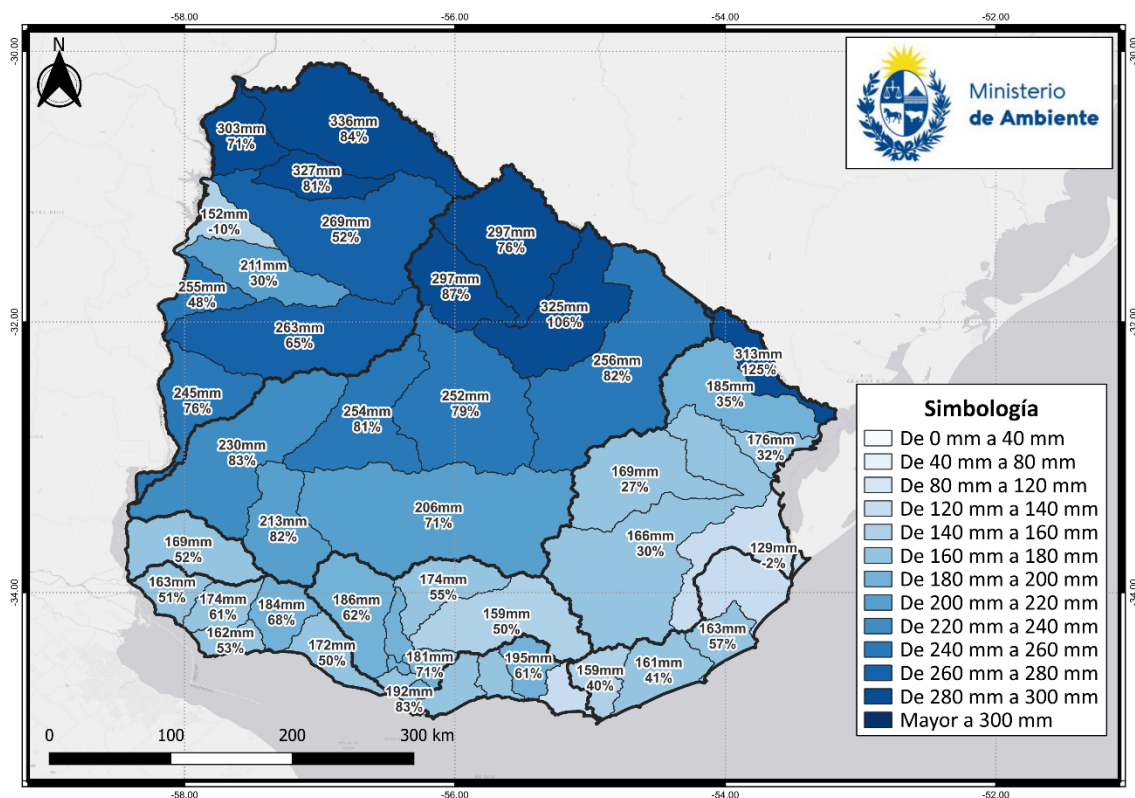 -58.00 -56.00 -54.00 -52.00
N
-30.00 -30.00
Ministerio
de Ambiente
303mm
71%
336mm
84%
327mm
81%
152mm
-10%
269mm
52%
297mm
76%
211mm
30%
297mm
87%
255mm
48%
325mm
106%
-32.00 -32.00
263mm
65%
256mm
82%
313mm
125%
245mm
76%
254mm
81%
252mm
79%
185mm
35%
230mm
83%
176mm
32%
169mm
27%
213mm
82%
206mm
71%
169mm
52%
166mm
30%
129mm
-2%
-34.00 -34.00
163mm
51%
174mm
61%
184mm
68%
186mm
62%
174mm
55%
159mm
50%
162mm
53%
172mm
50%
163mm
57%
181mm
71%
195mm
61%
159mm
40%
161mm
41%
192mm
83%
Simbología
De 0 mm a 40 mm
De 40 mm a 80 mm
De 80 mm a 120 mm
De 120 mm a 140 mm
De 140 mm a 160 mm
De 160 mm a 180 mm
De 180 mm a 200 mm
De 200 mm a 220 mm
De 220 mm a 240 mm
De 240 mm a 260 mm
De 260 mm a 280 mm
De 280 mm a 300 mm
Mayor a 300 mm
0 100 200 300 km
-58.00 -56.00 -54.00 -52.00